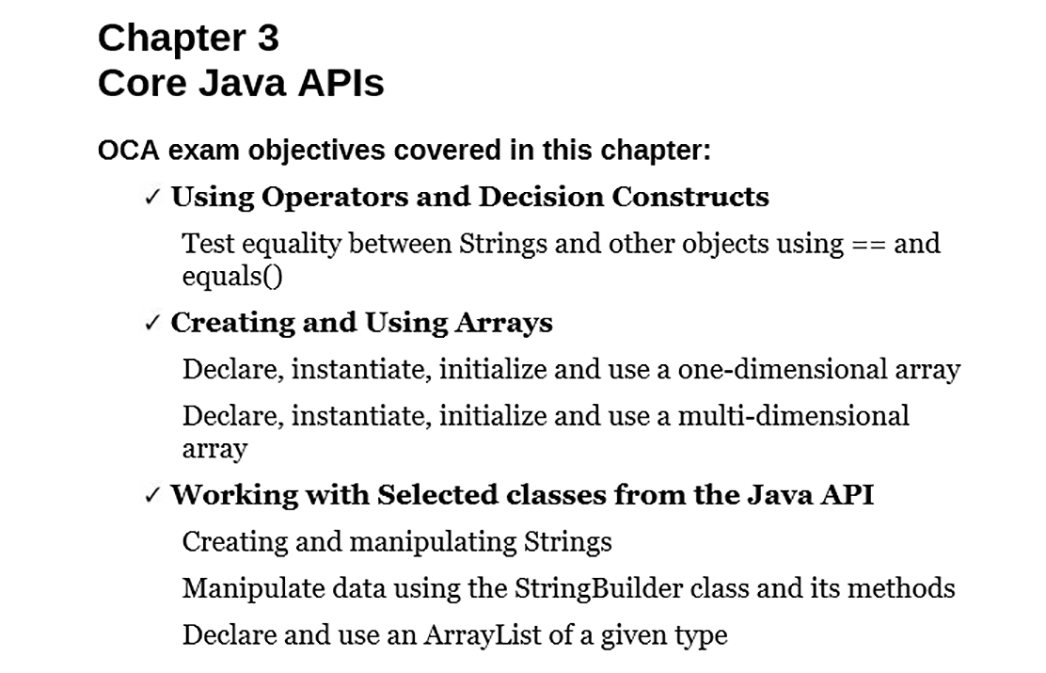 Chapter 3
Core Java APIs
OCA exam objectives covered in this chapter:
✓ Using Operators and Decision Constructs
Test equality between Strings and other objects using == and
equals()
✓ Creating and Using Arrays
Declare, instantiate, initialize and use a one-dimensional array
Declare, instantiate, initialize and use a multi-dimensional
array
✓ Working with Selected classes from the Java API
Creating and manipulating Strings
Manipulate data using the StringBuilder class and its methods
Declare and use an ArrayList of a given type